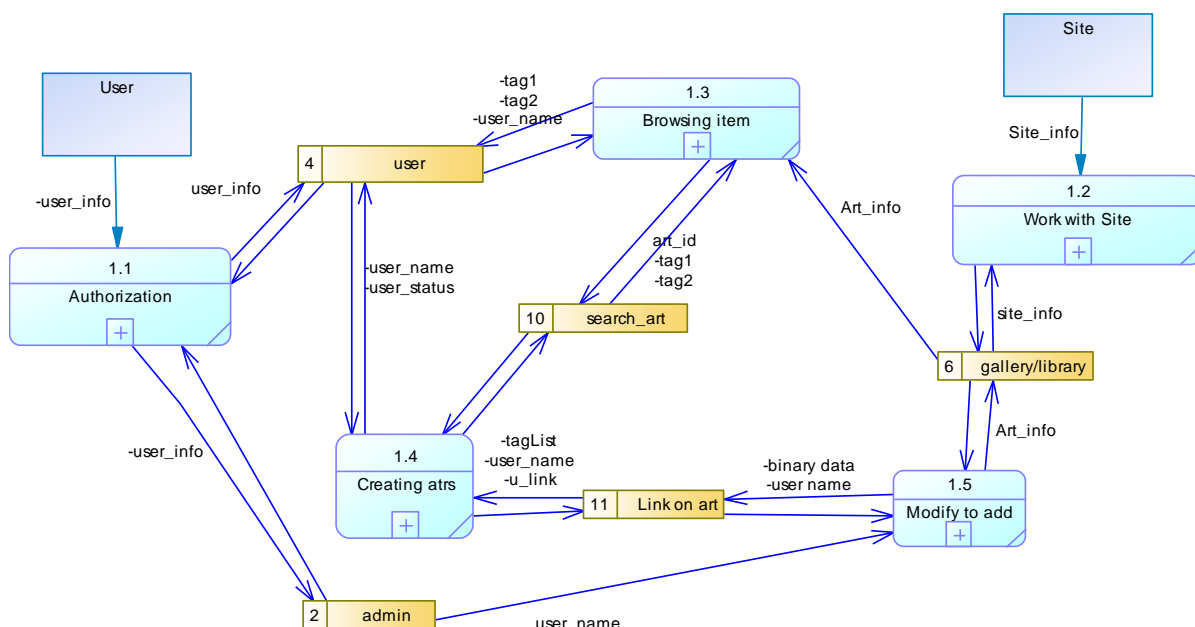 Site
User
-tag1
-tag2
-user_name
1.3
Browsing item
Site_info
4 user
user_info
-user_info
1.2
Work with Site
Art_info
1.1
Authorization
art_id
-tag1
-tag2
-user_name
-user_status
10 search_art
site_info
6 gallery/library
-user_info
1.4
Creating atrs
-tagList
-user_name
-u_link
Art_info
-binary data
-user name
1.5
Modify to add
11 Link on art
2 admin
user_name